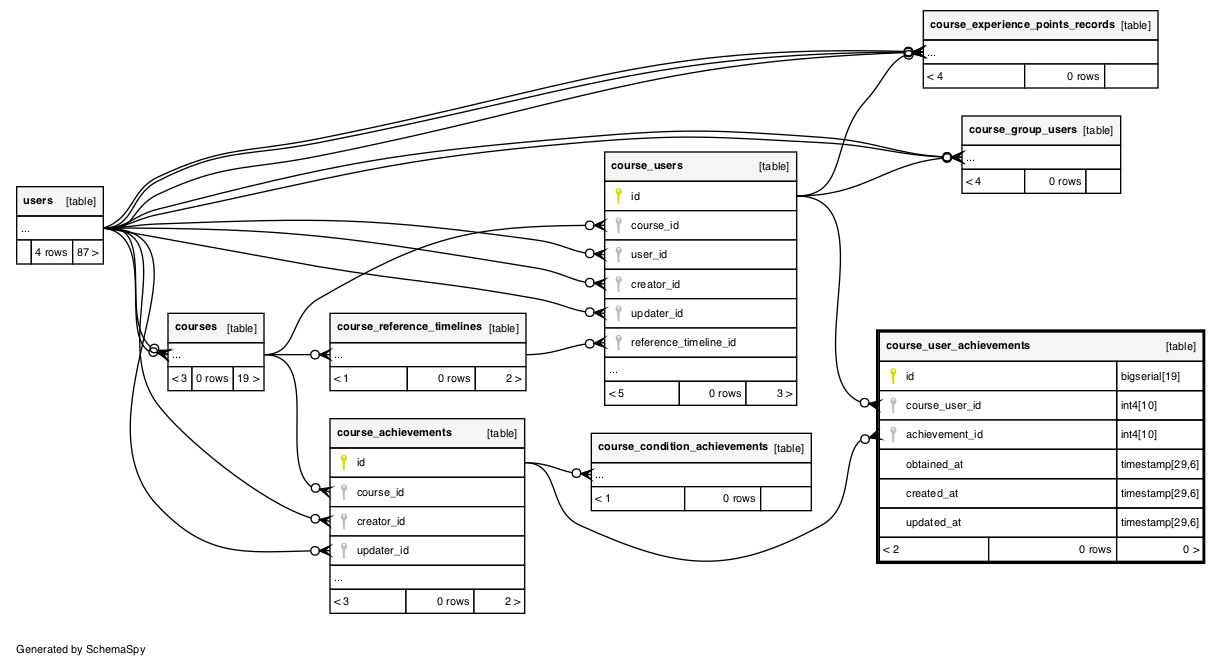 course_experience_points_records [table]
...
< 4 0 rows
course_group_users [table]
...
< 4 0 rows
course_users [table]
id
course_id
user_id
creator_id
updater_id
reference_timeline_id
...
< 5 0 rows 3 >
users [table]
...
4 rows 87 >
courses [table]
...
< 3 0 rows 19 >
course_reference_timelines [table]
...
< 1 0 rows 2 >
course_user_achievements [table]
id bigserial[19]
course_user_id int4[10]
achievement_id int4[10]
obtained_at timestamp[29,6]
created_at timestamp[29,6]
updated_at timestamp[29,6]
< 2 0 rows 0 >
course_achievements [table]
id
course_id
creator_id
updater_id
...
< 3 0 rows 2 >
course_condition_achievements [table]
...
< 1 0 rows
Generated by SchemaSpy